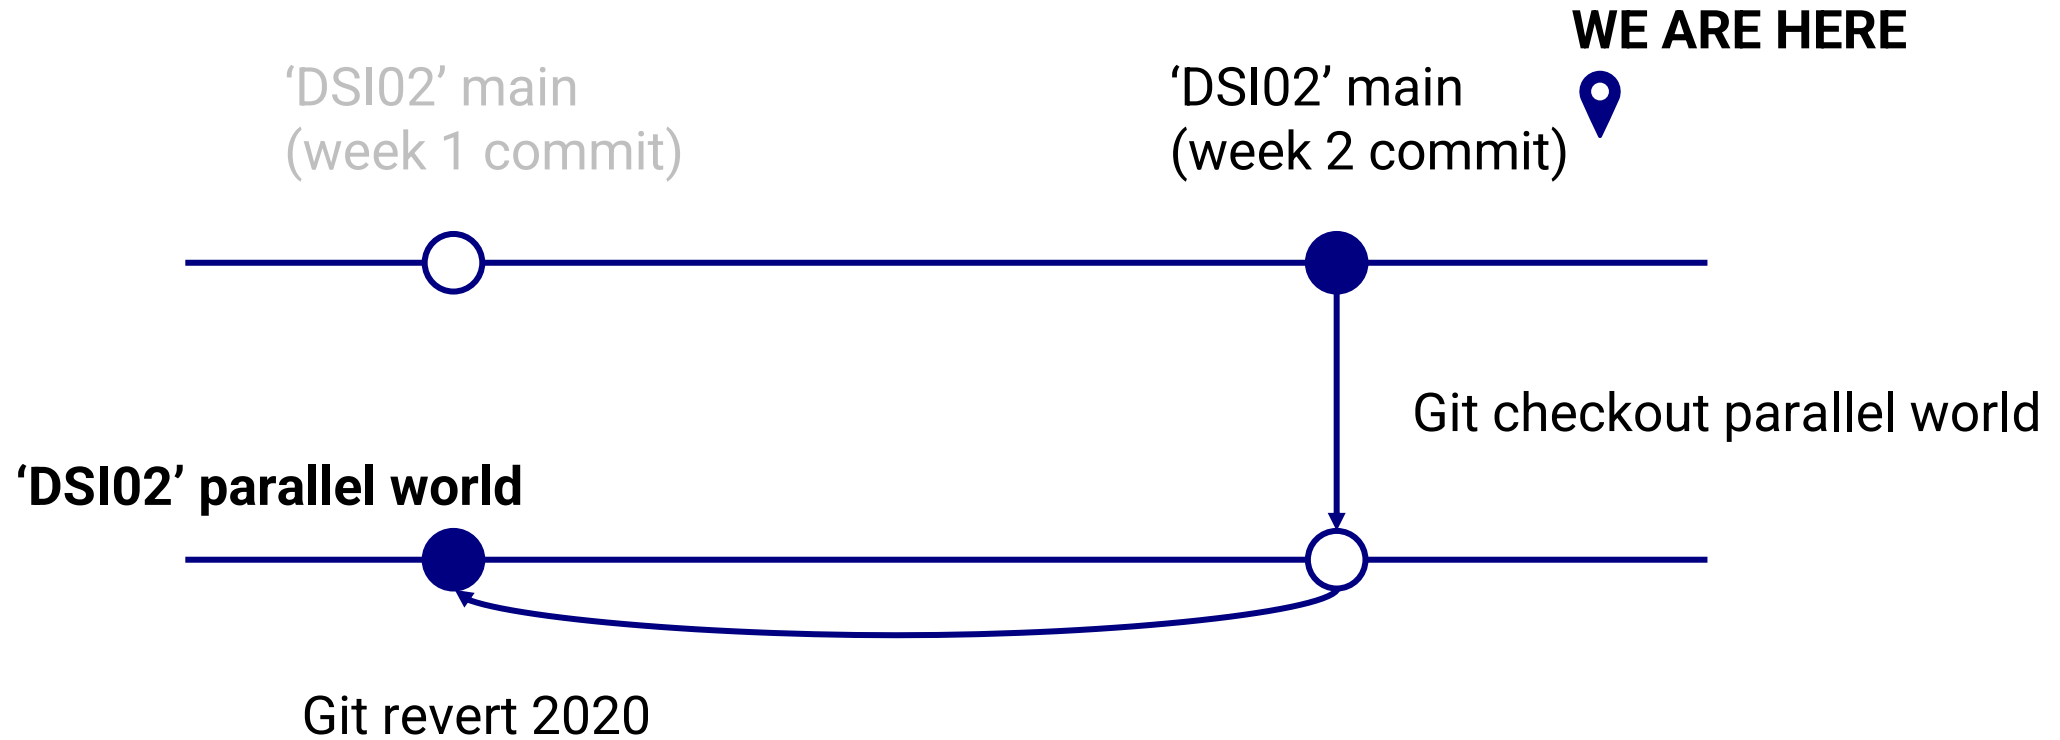 WE ARE HERE
‘DSI02’ main
(week 1 commit)
‘DSI02’ main
(week 2 commit)
Git checkout parallel world
‘DSI02’ parallel world
Git revert 2020